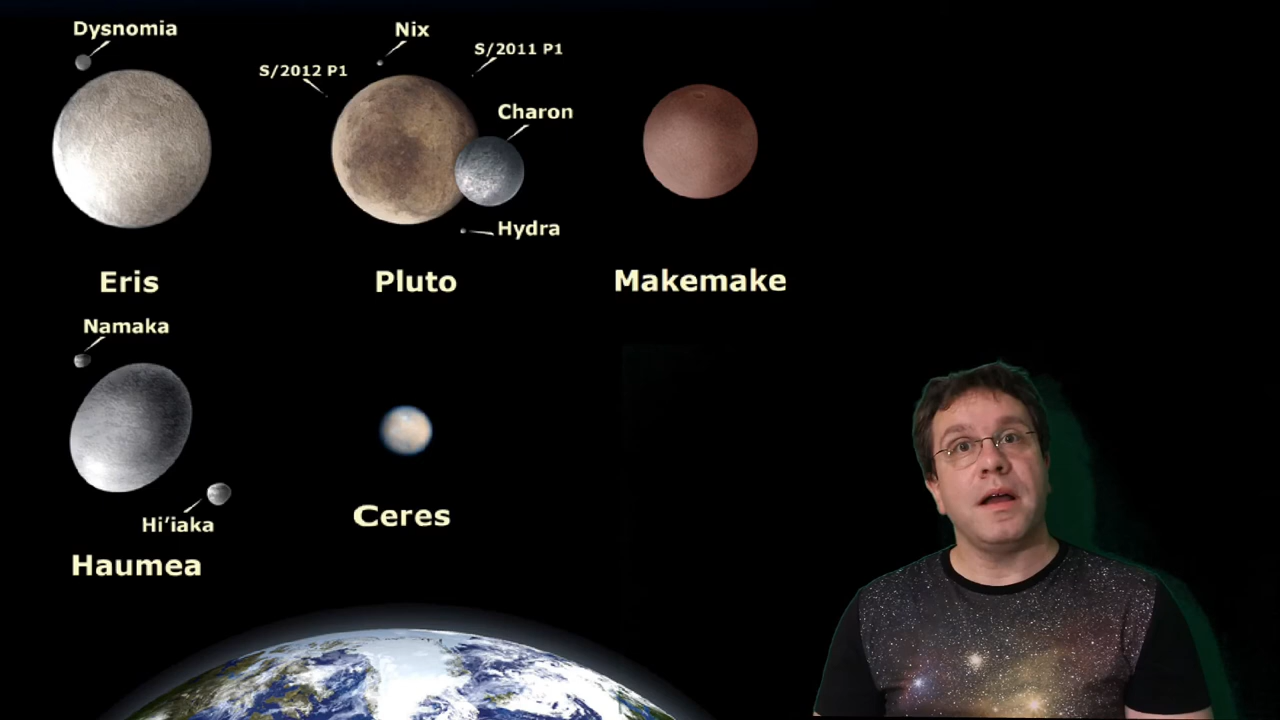 Dysnomia
Nix
S/2011 P1
S/2012 P1
Charon
Hydra
Eris
Pluto
Makemake
Namaka
Hi'iaka
Ceres
Haumea